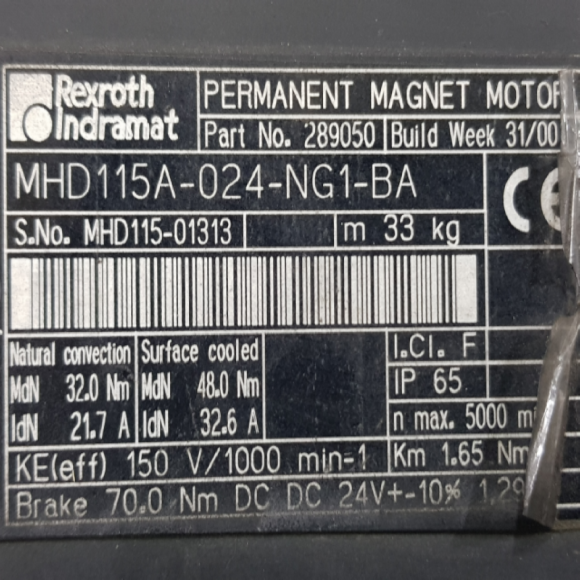 Rexroth
Indramat
PERMANENT MAGNET MOTOR
Part No. 289050 Build Week 31/00
MHD115A-024-NG1-BA
CE
S.No. MHD115-01313 m 33 kg
Natural convection Surface cooled I.Cl. F
MdN 32.0 Nm MdN 48.0 Nm IP 65
IdN 21.7 A IdN 32.6 A n max. 5000
KE(eff) 150 V/1000 min-1 Km 1.65 Nm
Brake 70.0 Nm DC DC 24V+-10%